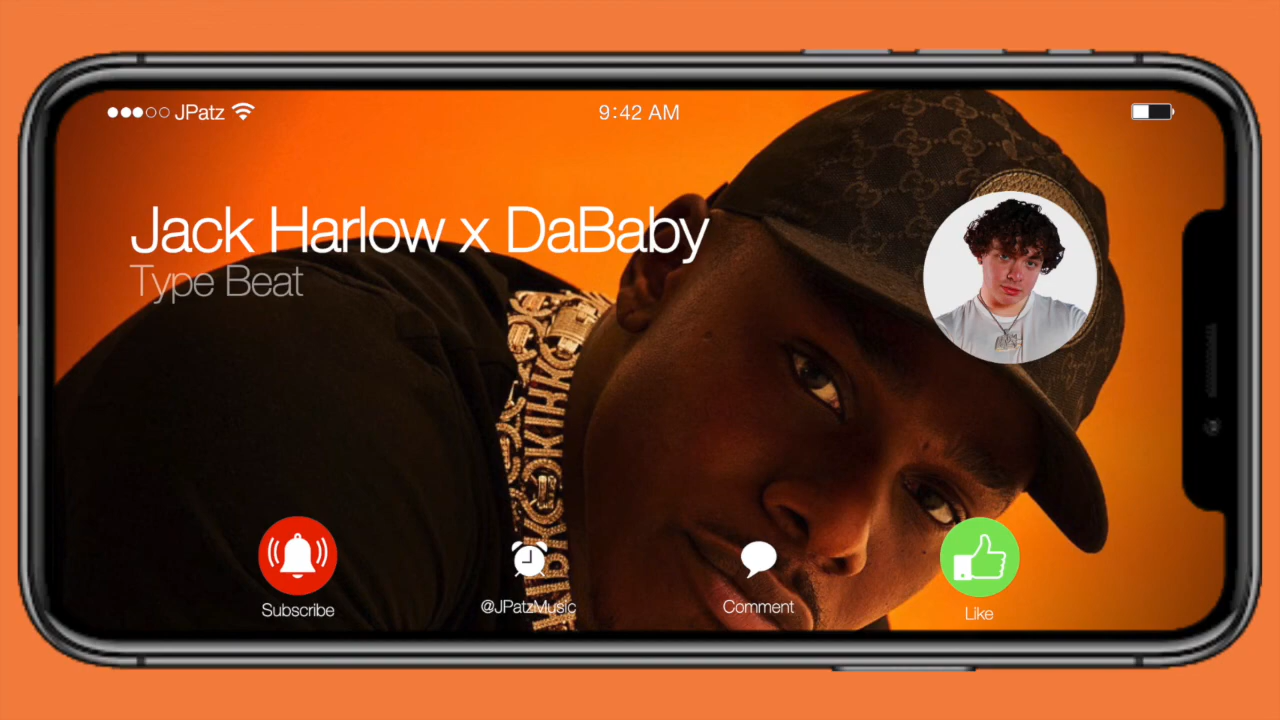 JPatz
9:42 AM
Jack Harlow x DaBaby
Type Beat
Subscribe
@JPatzMusic
Comment
Like